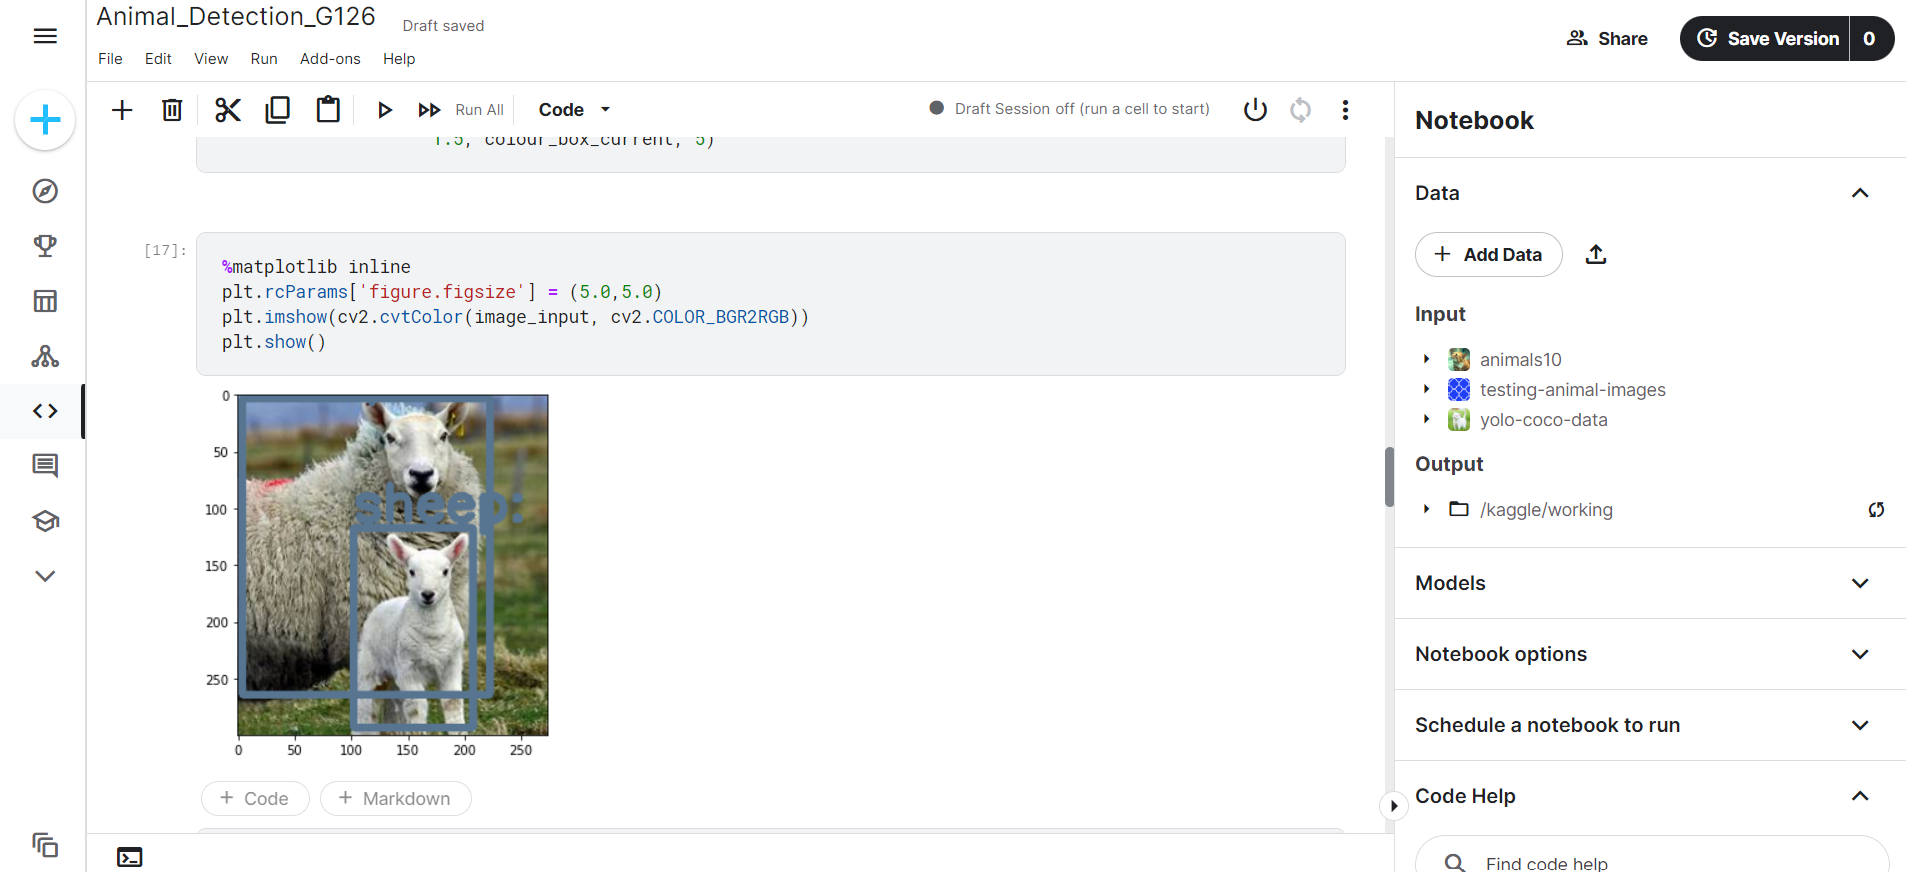 Animal_Detection_G126
Draft saved
File Edit View Run Add-ons Help
Share
Save Version 0
Run All
Code
Draft Session off (run a cell to start)
1.5, colour_box_current, 5)
[17]:
%matplotlib inline
plt.rcParams['figure.figsize'] = (5.0,5.0)
plt.imshow(cv2.cvtColor(image_input, cv2.COLOR_BGR2RGB))
plt.show()
0
50
100
150
200
250
sheep:
0 50 100 150 200 250
+ Code
+ Markdown
Notebook
Data
+ Add Data
Input
animals10
testing-animal-images
yolo-coco-data
Output
/kaggle/working
Models
Notebook options
Schedule a notebook to run
Code Help
Find code help